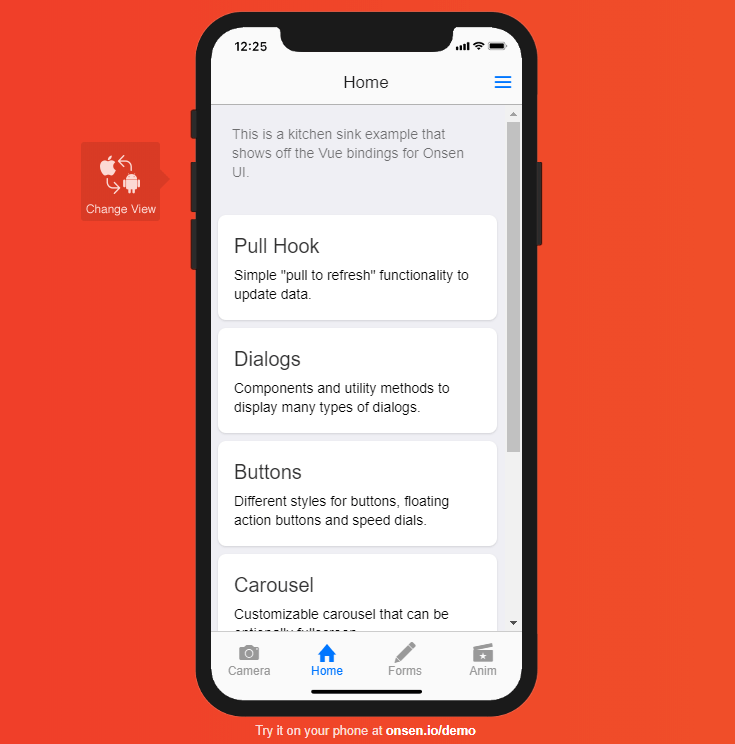 12:25
Home
This is a kitchen sink example that
shows off the Vue bindings for Onsen
UI.
Change View
Pull Hook
Simple "pull to refresh" functionality to
update data.
Dialogs
Components and utility methods to
display many types of dialogs.
Buttons
Different styles for buttons, floating
action buttons and speed dials.
Carousel
Customizable carousel that can be
optionally fullscreen
Camera
Home
Forms
Anim
Try it on your phone at onsen.io/demo